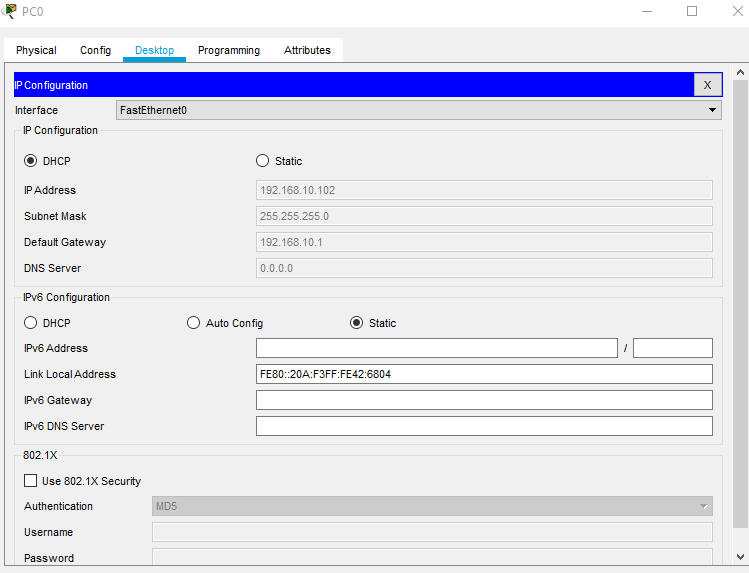 PC0
Physical Config Desktop Programming Attributes
IP Configuration X
Interface FastEthernet0
IP Configuration
DHCP Static
IP Address 192.168.10.102
Subnet Mask 255.255.255.0
Default Gateway 192.168.10.1
DNS Server 0.0.0.0
IPv6 Configuration
DHCP Auto Config Static
IPv6 Address /
Link Local Address FE80::20A:F3FF:FE42:6804
IPv6 Gateway
IPv6 DNS Server
802.1X
Use 802.1X Security
Authentication MD5
Username
Password